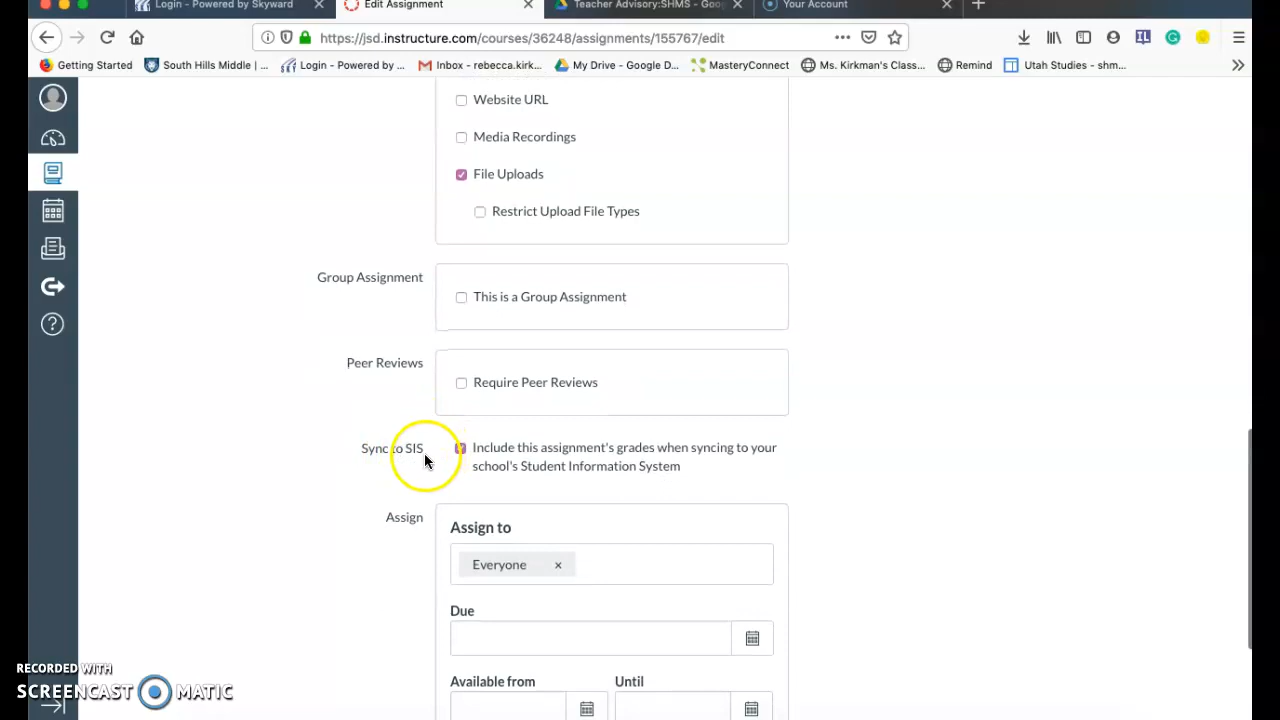 Login - Powered by Skyward
Edit Assignment
Teacher Advisory:SHMS - Goo
Your Account
https://jsd.instructure.com/courses/36248/assignments/155767/edit
Getting Started
South Hills Middle | ...
Login - Powered by ...
Inbox - rebecca.kirk...
My Drive - Google D...
MasteryConnect
Ms. Kirkman's Class...
Remind
Utah Studies - shm...
Website URL
Media Recordings
File Uploads
Restrict Upload File Types
Group Assignment
This is a Group Assignment
Peer Reviews
Require Peer Reviews
Sync to SIS
Include this assignment's grades when syncing to your
school's Student Information System
Assign
Assign to
Everyone ×
Due
Available from
Until
RECORDED WITH
SCREENCAST MATIC